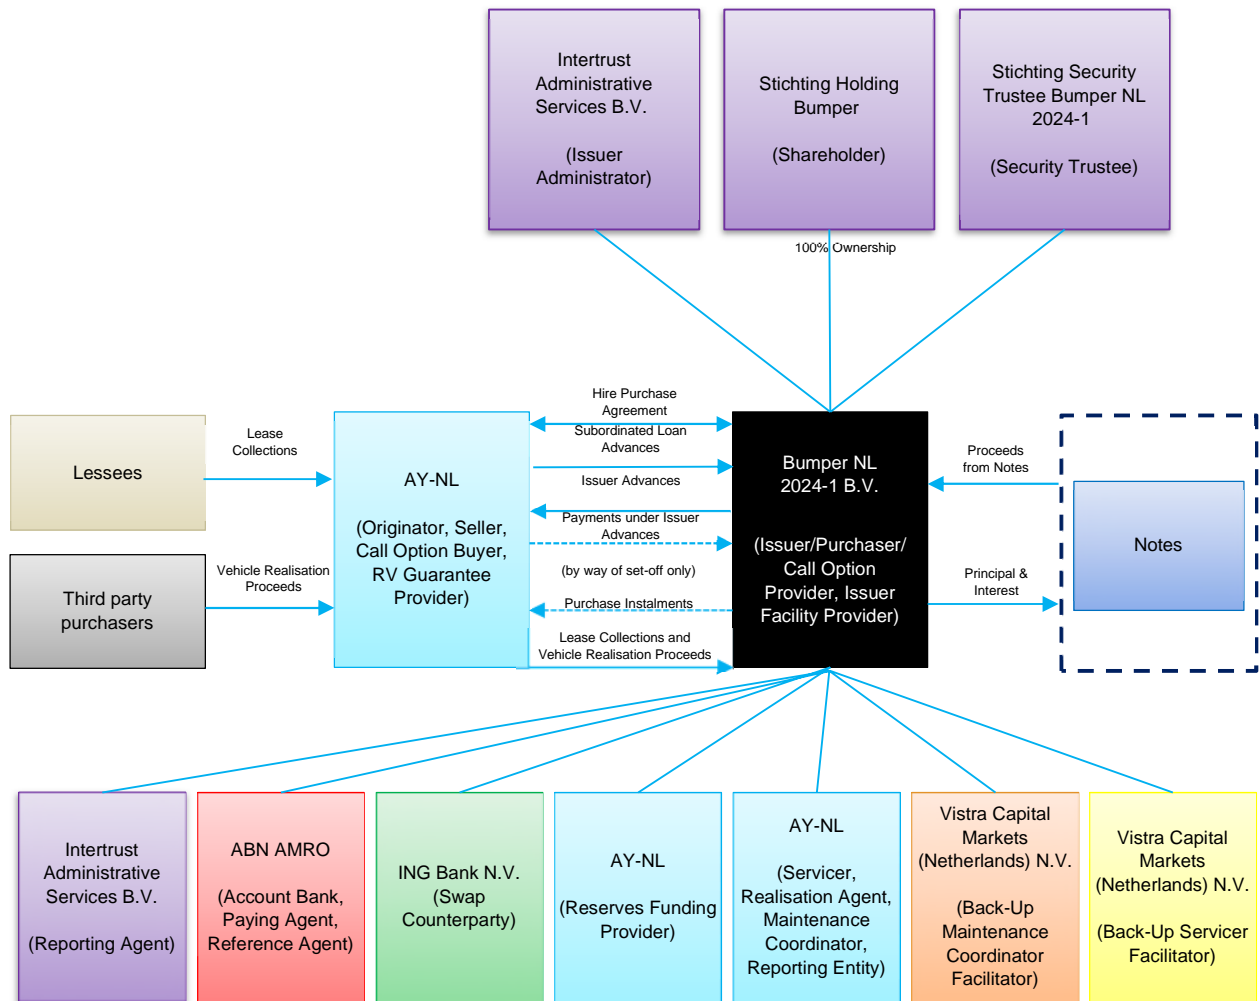 Intertrust
Administrative
Services B.V.
(Issuer
Administrator)
Stichting Holding
Bumper
(Shareholder)
Stichting Security
Trustee Bumper NL
2024-1
(Security Trustee)
100% Ownership
Lessees
Lease
Collections
Third party
purchasers
Vehicle Realisation
Proceeds
AY-NL
(Originator, Seller,
Call Option Buyer,
RV Guarantee
Provider)
Hire Purchase
Agreement
Subordinated Loan
Advances
Issuer Advances
Payments under Issuer
Advances
(by way of set-off only)
Purchase Instalments
Lease Collections and
Vehicle Realisation Proceeds
Bumper NL
2024-1 B.V.
(Issuer/Purchaser/
Call Option
Provider, Issuer
Facility Provider)
Proceeds
from Notes
Principal &
Interest
Notes
Intertrust
Administrative
Services B.V.
(Reporting Agent)
ABN AMRO
(Account Bank,
Paying Agent,
Reference Agent)
ING Bank N.V.
(Swap
Counterparty)
AY-NL
(Reserves Funding
Provider)
AY-NL
(Servicer,
Realisation Agent,
Maintenance
Coordinator,
Reporting Entity)
Vistra Capital
Markets
(Netherlands) N.V.
(Back-Up
Maintenance
Coordinator
Facilitator)
Vistra Capital
Markets
(Netherlands) N.V.
(Back-Up Servicer
Facilitator)